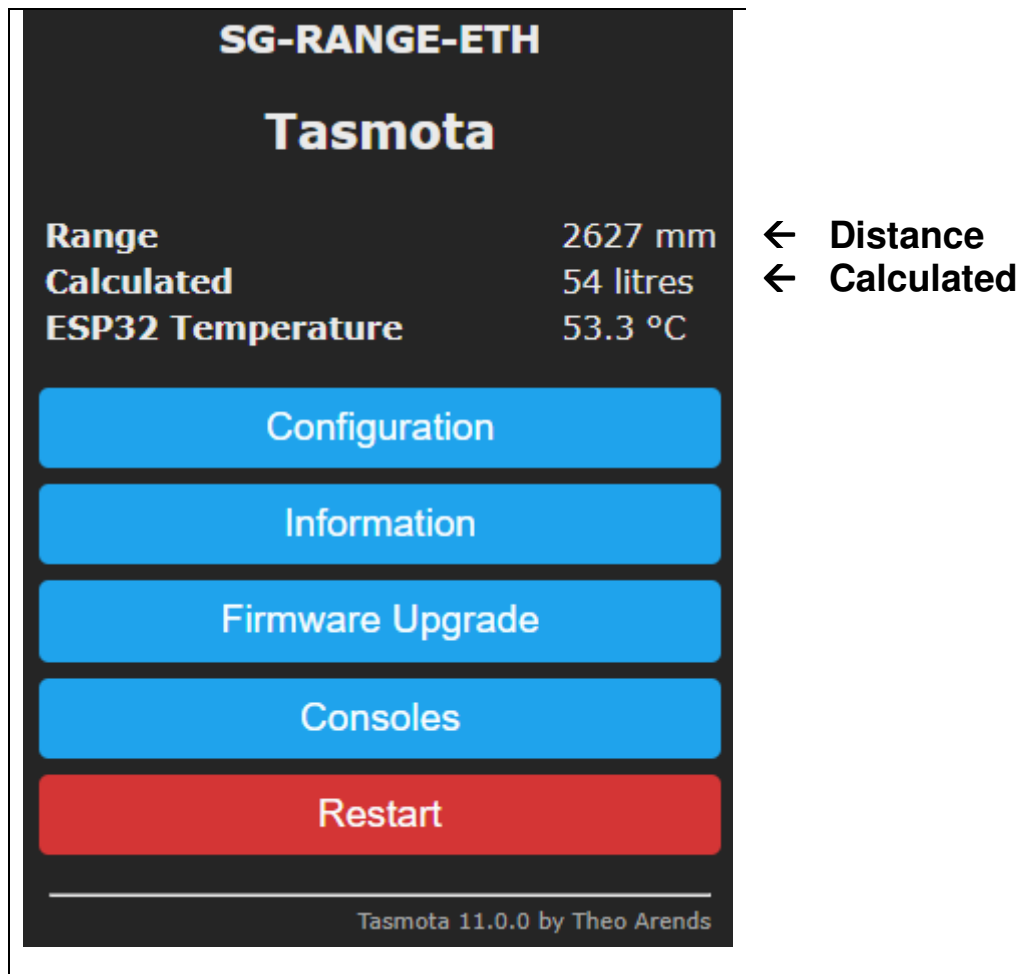 SG-RANGE-ETH
Tasmota
Range 2627 mm ← Distance
Calculated 54 litres ← Calculated
ESP32 Temperature 53.3 °C
Configuration
Information
Firmware Upgrade
Consoles
Restart
Tasmota 11.0.0 by Theo Arends